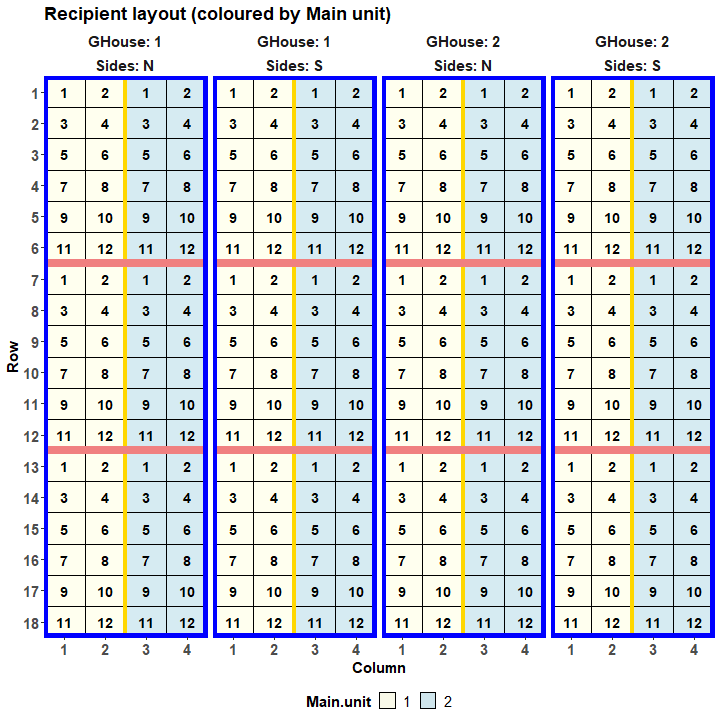 Recipient layout (coloured by Main unit)
GHouse: 1 GHouse: 1 GHouse: 2 GHouse: 2
Sides: N Sides: S Sides: N Sides: S
1 1 2 1 2 1 2 1 2 1 2 1 2 1 2 1 2
2 3 4 3 4 3 4 3 4 3 4 3 4 3 4 3 4
3 5 6 5 6 5 6 5 6 5 6 5 6 5 6 5 6
4 7 8 7 8 7 8 7 8 7 8 7 8 7 8 7 8
5 9 10 9 10 9 10 9 10 9 10 9 10 9 10 9 10
6 11 12 11 12 11 12 11 12 11 12 11 12 11 12 11 12
7 1 2 1 2 1 2 1 2 1 2 1 2 1 2 1 2
8 3 4 3 4 3 4 3 4 3 4 3 4 3 4 3 4
9 5 6 5 6 5 6 5 6 5 6 5 6 5 6 5 6
Row
10 7 8 7 8 7 8 7 8 7 8 7 8 7 8 7 8
11 9 10 9 10 9 10 9 10 9 10 9 10 9 10 9 10
12 11 12 11 12 11 12 11 12 11 12 11 12 11 12 11 12
13 1 2 1 2 1 2 1 2 1 2 1 2 1 2 1 2
14 3 4 3 4 3 4 3 4 3 4 3 4 3 4 3 4
15 5 6 5 6 5 6 5 6 5 6 5 6 5 6 5 6
16 7 8 7 8 7 8 7 8 7 8 7 8 7 8 7 8
17 9 10 9 10 9 10 9 10 9 10 9 10 9 10 9 10
18 11 12 11 12 11 12 11 12 11 12 11 12 11 12 11 12
1 2 3 4 1 2 3 4 1 2 3 4 1 2 3 4
Column
Main.unit 1 2